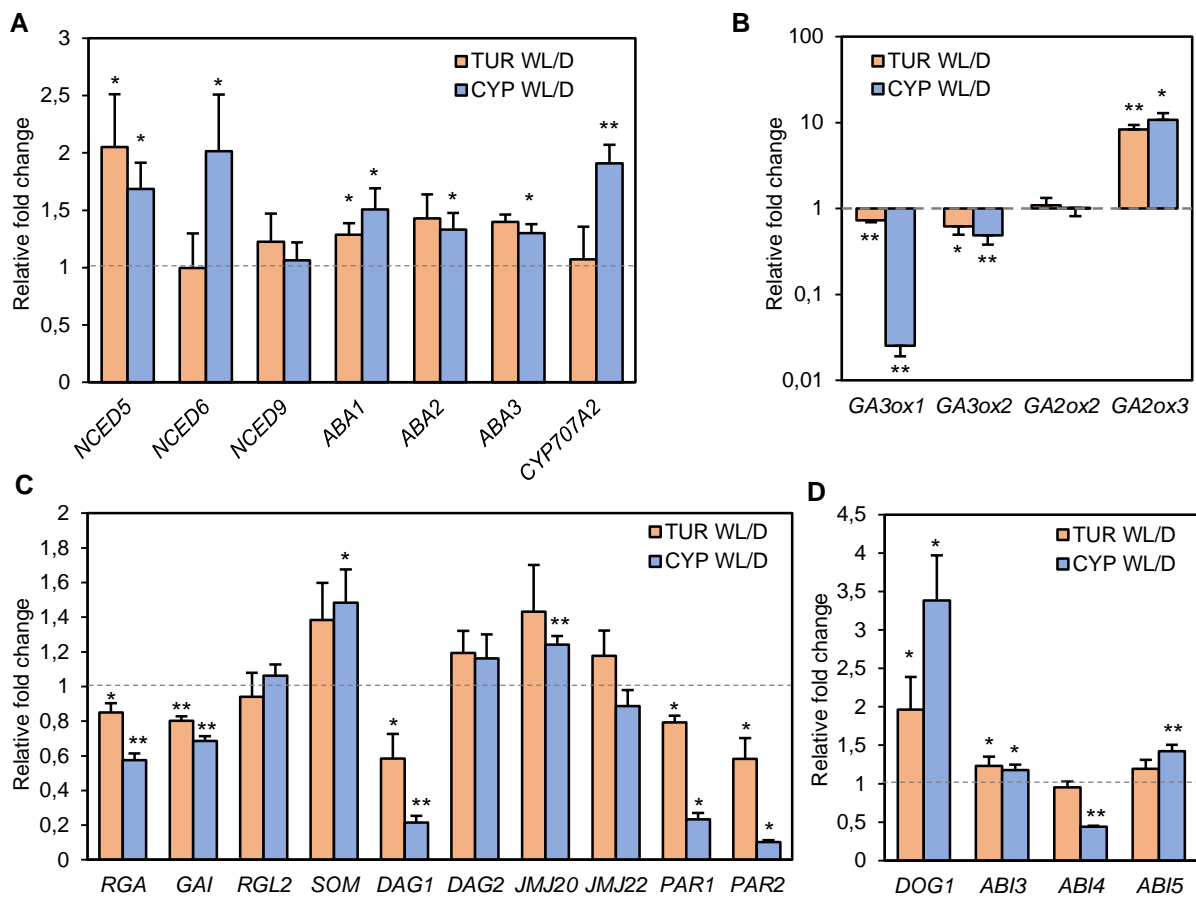 A
Relative fold change
3
2,5
2
1,5
1
0,5
0
TUR WL/D
CYP WL/D
* * * * * * * **
NCED5 NCED6 NCED9 ABA1 ABA2 ABA3 CYP707A2
B
Relative fold change
100
10
1
0,1
0,01
TUR WL/D
CYP WL/D
** *
** ** * **
GA3ox1 GA3ox2 GA2ox2 GA2ox3
C
Relative fold change
2
1,8
1,6
1,4
1,2
1
0,8
0,6
0,4
0,2
0
TUR WL/D
CYP WL/D
* ** ** ** * * ** ** * * * *
RGA GAI RGL2 SOM DAG1 DAG2 JMJ20 JMJ22 PAR1 PAR2
D
Relative fold change
4,5
4
3,5
3
2,5
2
1,5
1
0,5
0
TUR WL/D
CYP WL/D
* * * * ** **
DOG1 ABI3 ABI4 ABI5